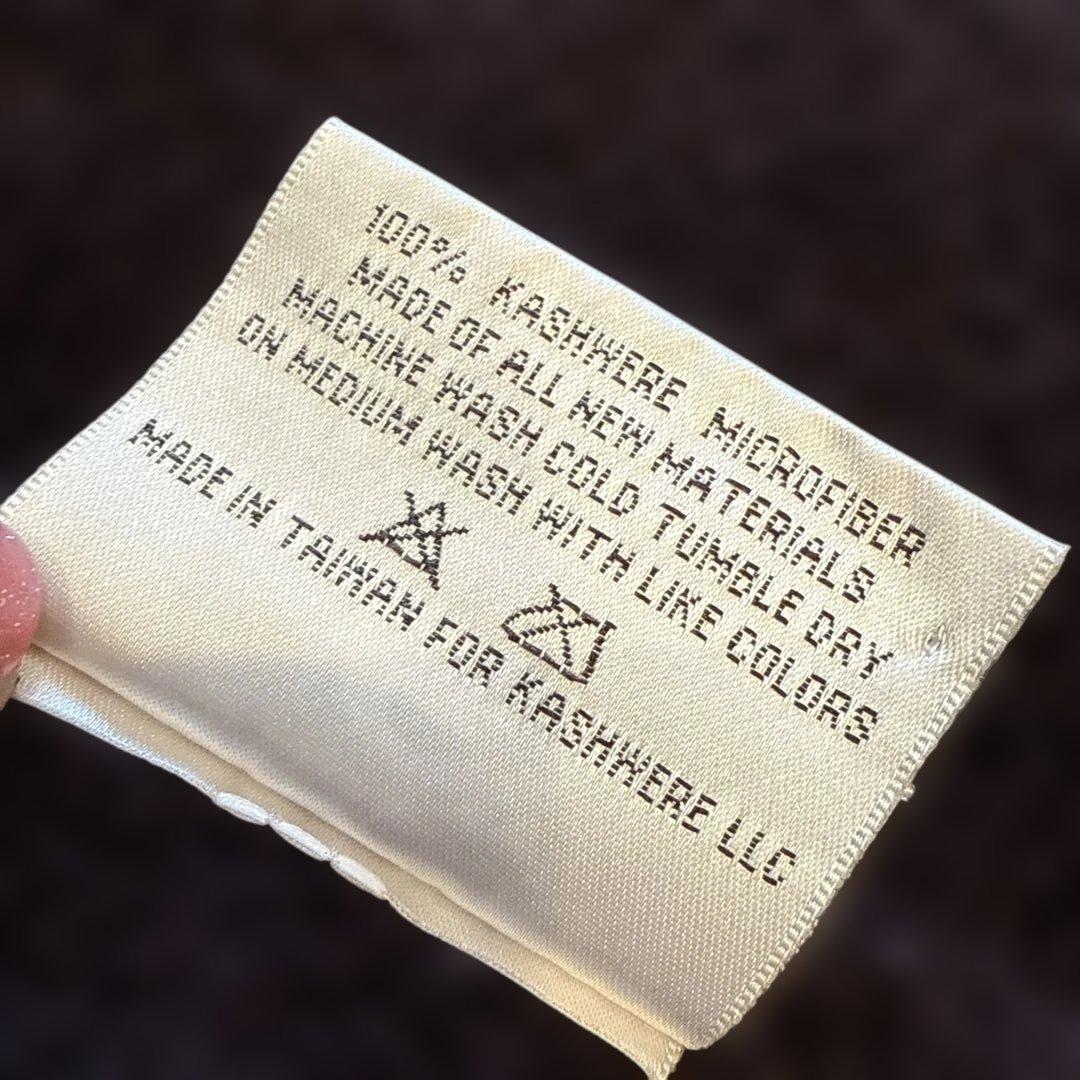 100% KASHWERE MICROFIBER
MADE OF ALL NEW MATERIALS
MACHINE WASH COLD TUMBLE DAY
ON MEDIUM WASH WITH LIKE COLORS
MADE IN TAIWAN FOR KASHWERE LLC